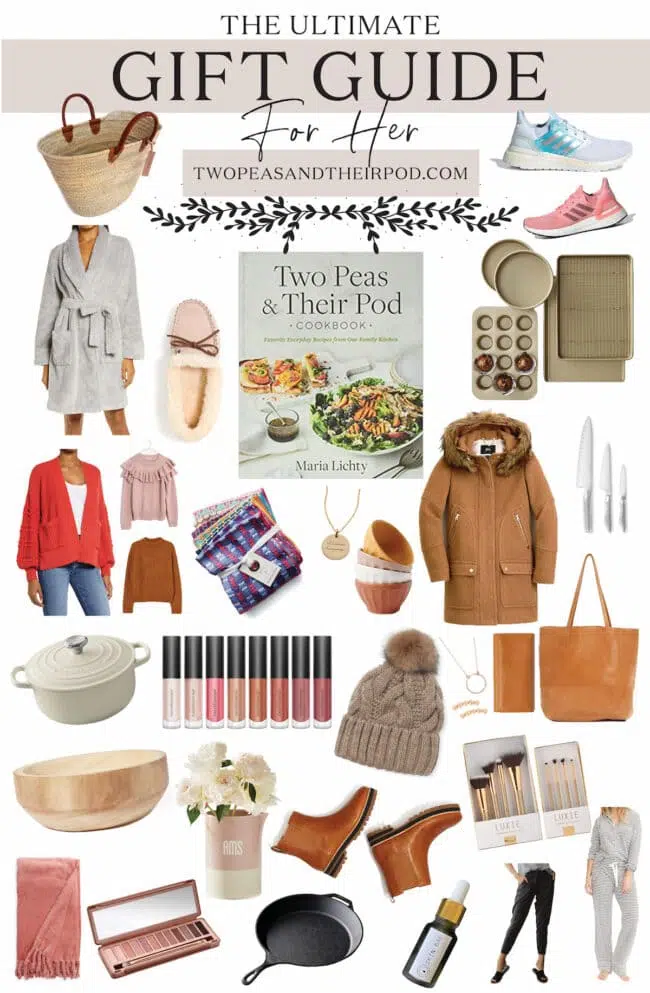 THE ULTIMATE
GIFT GUIDE
For Her
TWOPEASANDTHEIRPOD.COM
Two Peas
& Their Pod
· COOKBOOK ·
Favorite Everyday Recipes from Our Family Kitchen
Maria Lichty
LUXIE
LUXIE
AMS